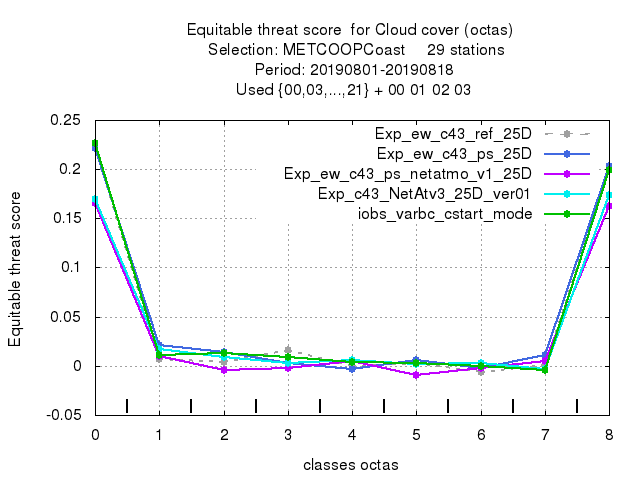 Equitable threat score  for Cloud cover (octas)
Selection: METCOOPCoast     29 stations
Period: 20190801-20190818
Used {00,03,...,21} + 00 01 02 03
Exp_ew_c43_ref_25D
Exp_ew_c43_ps_25D
Exp_ew_c43_ps_netatmo_v1_25D
Exp_c43_NetAtv3_25D_ver01
iobs_varbc_cstart_mode
Equitable threat score
0.25
0.2
0.15
0.1
0.05
0
-0.05
0 1 2 3 4 5 6 7 8
classes octas